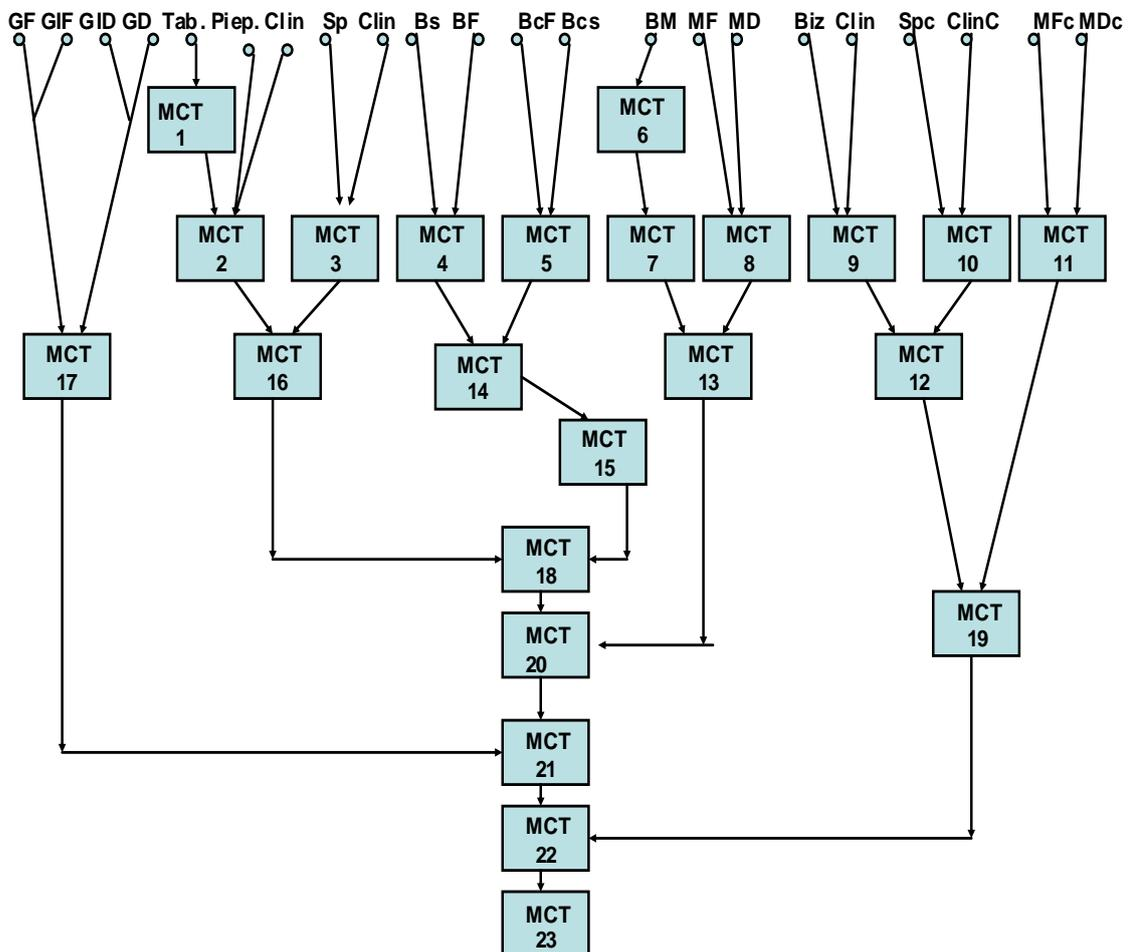 GF GIF GID GD Tab. Piep. Clin Sp Clin Bs BF BcF Bcs BM MF MD Biz Clin Spc ClinC MFc MDc
MCT
1
MCT
6
MCT
2
MCT
3
MCT
4
MCT
5
MCT
7
MCT
8
MCT
9
MCT
10
MCT
11
MCT
17
MCT
16
MCT
14
MCT
13
MCT
12
MCT
15
MCT
18
MCT
19
MCT
20
MCT
21
MCT
22
MCT
23